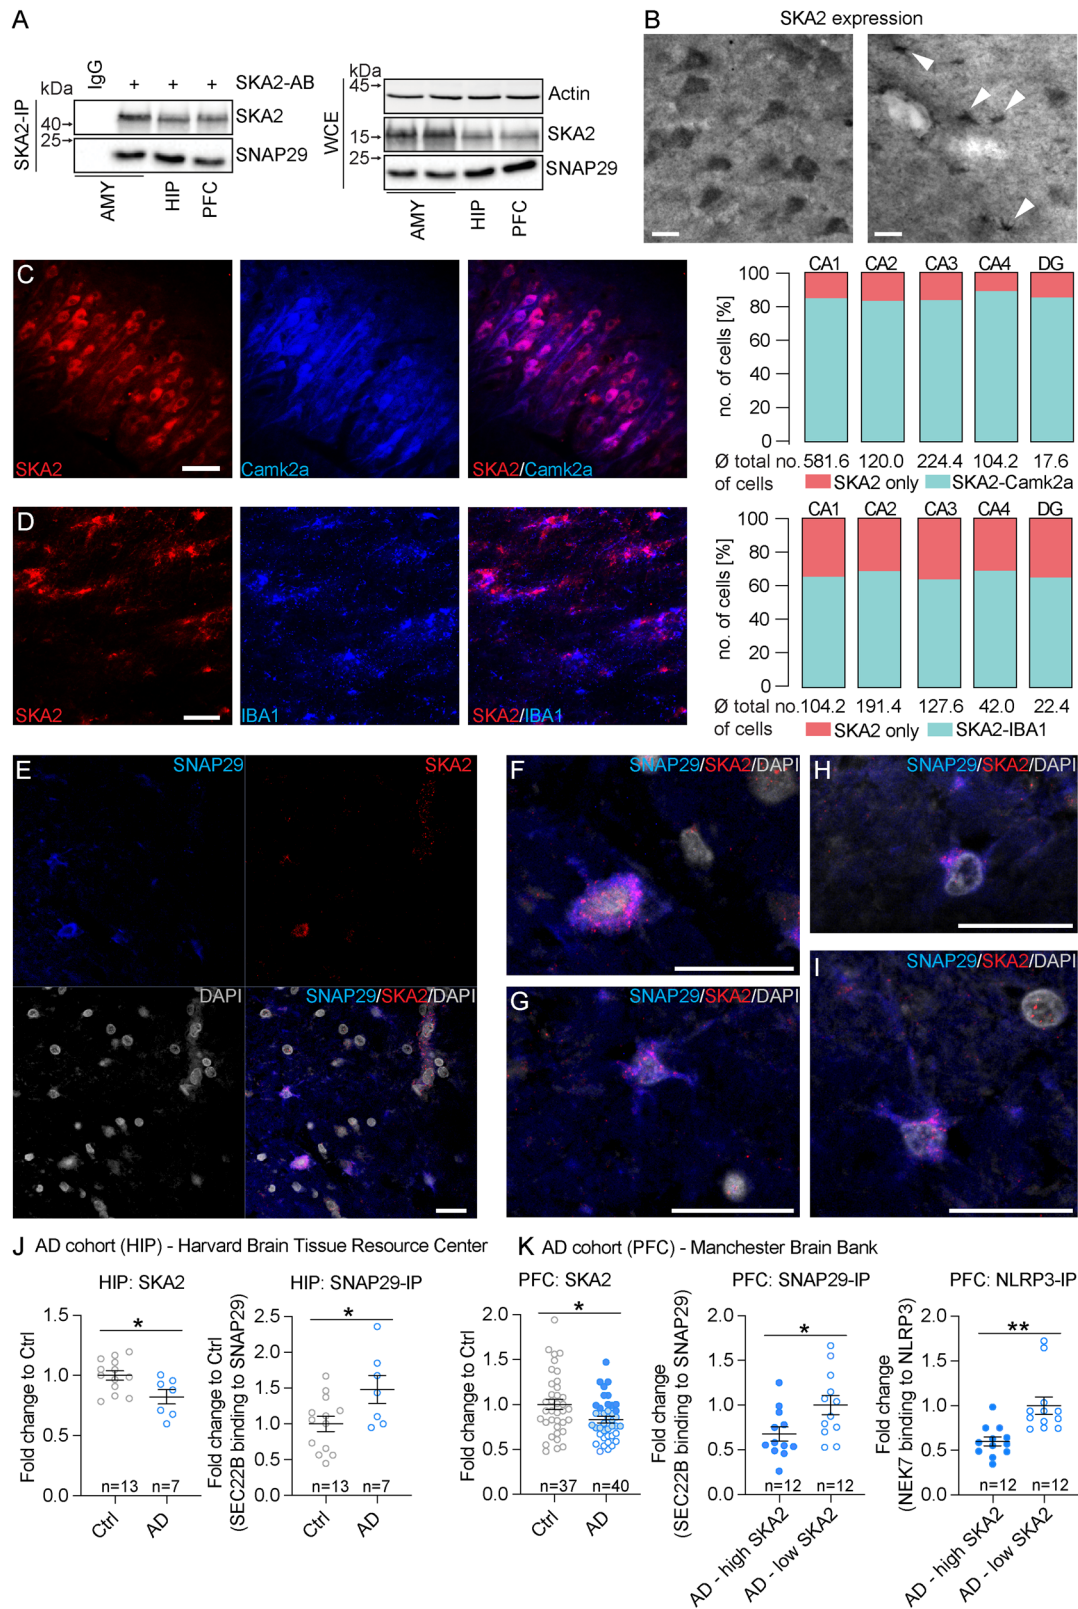 A
kDa
IgG
+ + +
SKA2-AB
SKA2-IP
40
SKA2
25
SNAP29
AMY
HIP
PFC
kDa
45
Actin
WCE
15
SKA2
25
SNAP29
AMY
HIP
PFC
B
SKA2 expression
C
SKA2
Camk2a
SKA2/Camk2a
CA1 CA2 CA3 CA4 DG
no. of cells [%]
100
80
60
40
20
0
Ø total no. 581.6 120.0 224.4 104.2 17.6
of cells
SKA2 only SKA2-Camk2a
D
SKA2
IBA1
SKA2/IBA1
CA1 CA2 CA3 CA4 DG
no. of cells [%]
100
80
60
40
20
0
Ø total no. 104.2 191.4 127.6 42.0 22.4
of cells
SKA2 only SKA2-IBA1
E
SNAP29
SKA2
DAPI
SNAP29/SKA2/DAPI
F
SNAP29/SKA2/DAPI
G
SNAP29/SKA2/DAPI
H
SNAP29/SKA2/DAPI
I
SNAP29/SKA2/DAPI
J AD cohort (HIP) - Harvard Brain Tissue Resource Center
HIP: SKA2
Fold change to Ctrl
1.5
1.0
0.5
0.0
*
n=13 n=7
Ctrl
AD
HIP: SNAP29-IP
Fold change to Ctrl
(SEC22B binding to SNAP29)
2.5
2.0
1.5
1.0
0.5
0.0
*
n=13 n=7
Ctrl
AD
K AD cohort (PFC) - Manchester Brain Bank
PFC: SKA2
Fold change to Ctrl
2.0
1.5
1.0
0.5
0.0
*
n=37 n=40
Ctrl
AD
PFC: SNAP29-IP
Fold change
(SEC22B binding to SNAP29)
2.0
1.5
1.0
0.5
0.0
*
n=12 n=12
AD - high SKA2
AD - low SKA2
PFC: NLRP3-IP
Fold change
(NEK7 binding to NLRP3)
2.0
1.5
1.0
0.5
0.0
**
n=12 n=12
AD - high SKA2
AD - low SKA2